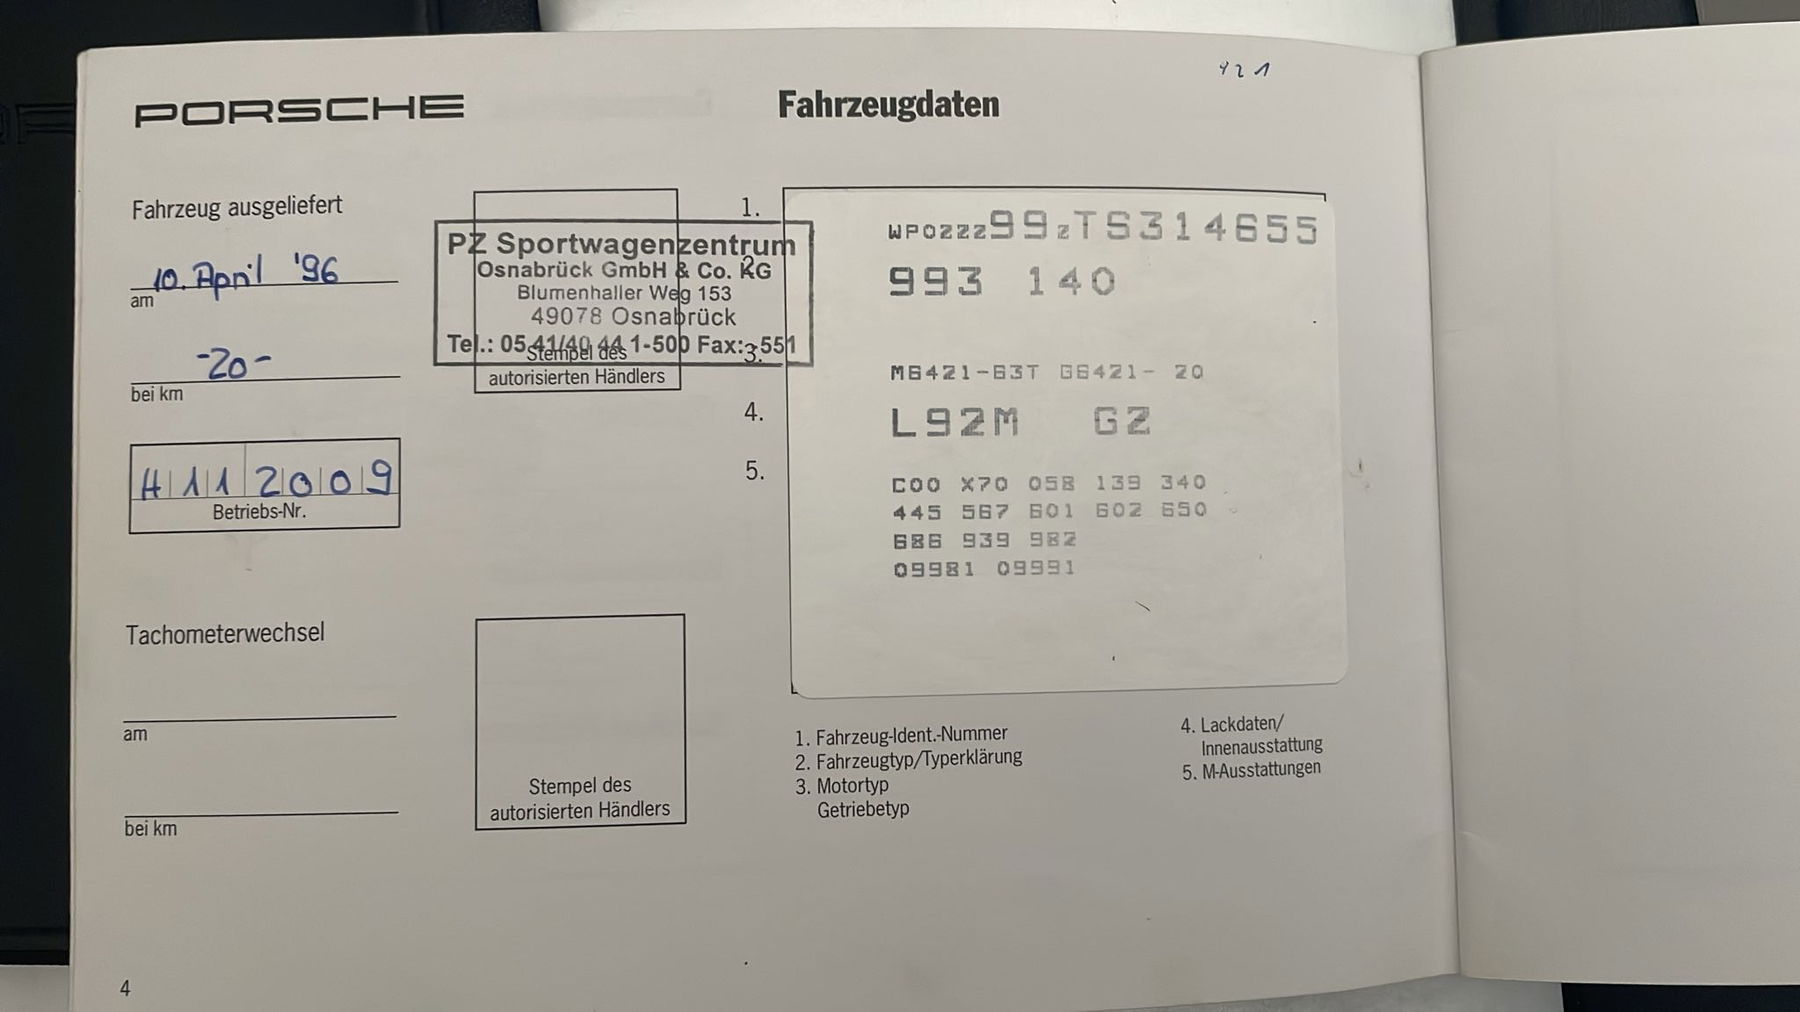 421
PORSCHE
Fahrzeugdaten
Fahrzeug ausgeliefert
10. April '96
am
-20-
bei km
H112009
Betriebs-Nr.
PZ Sportwagenzentrum
Osnabrück GmbH & Co. KG
Blumenhaller Weg 153
49078 Osnabrück
Tel.: 05 41/40 44 1-500 Fax: -551
Stempel des
autorisierten Händlers
1.
2.
3.
4.
5.
WP0ZZZ99ZTS314655
993 140
M6421-63T G6421- 20
L92M GZ
C00 X70 058 139 340
445 567 601 602 650
686 939 982
09981 09991
Tachometerwechsel
am
bei km
Stempel des
autorisierten Händlers
1. Fahrzeug-Ident.-Nummer
2. Fahrzeugtyp/Typerklärung
3. Motortyp
Getriebetyp
4. Lackdaten/
Innenausstattung
5. M-Ausstattungen
4